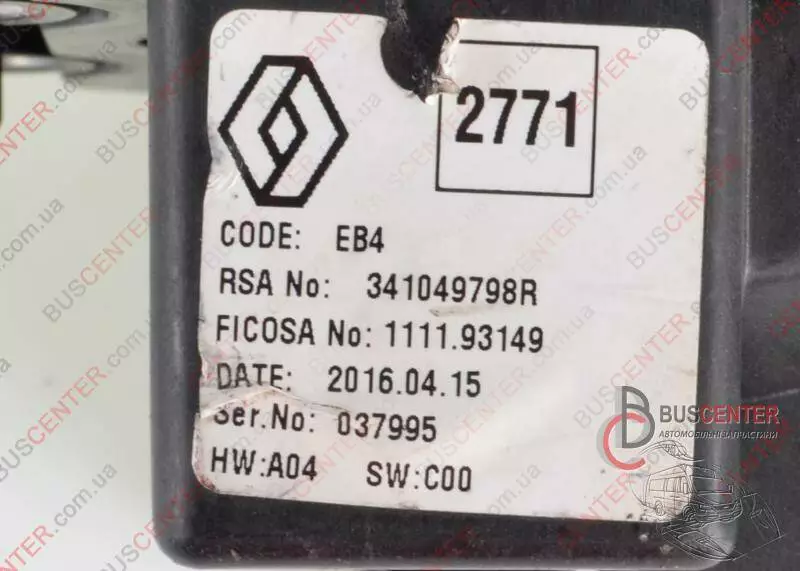 2771
CODE: EB4
RSA No: 341049798R
FICOSA No: 1111.93149
DATE: 2016.04.15
Ser.No: 037995
HW:A04 SW:C00
BUSCENTER
АВТОМОБІЛЬНІ ЗАПЧАСТИНИ
BUSCENTER.com.ua